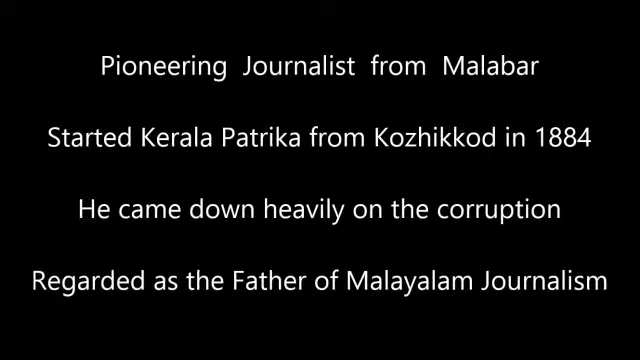 Pioneering Journalist from Malabar
Started Kerala Patrika from Kozhikkod in 1884
He came down heavily on the corruption
Regarded as the Father of Malayalam Journalism